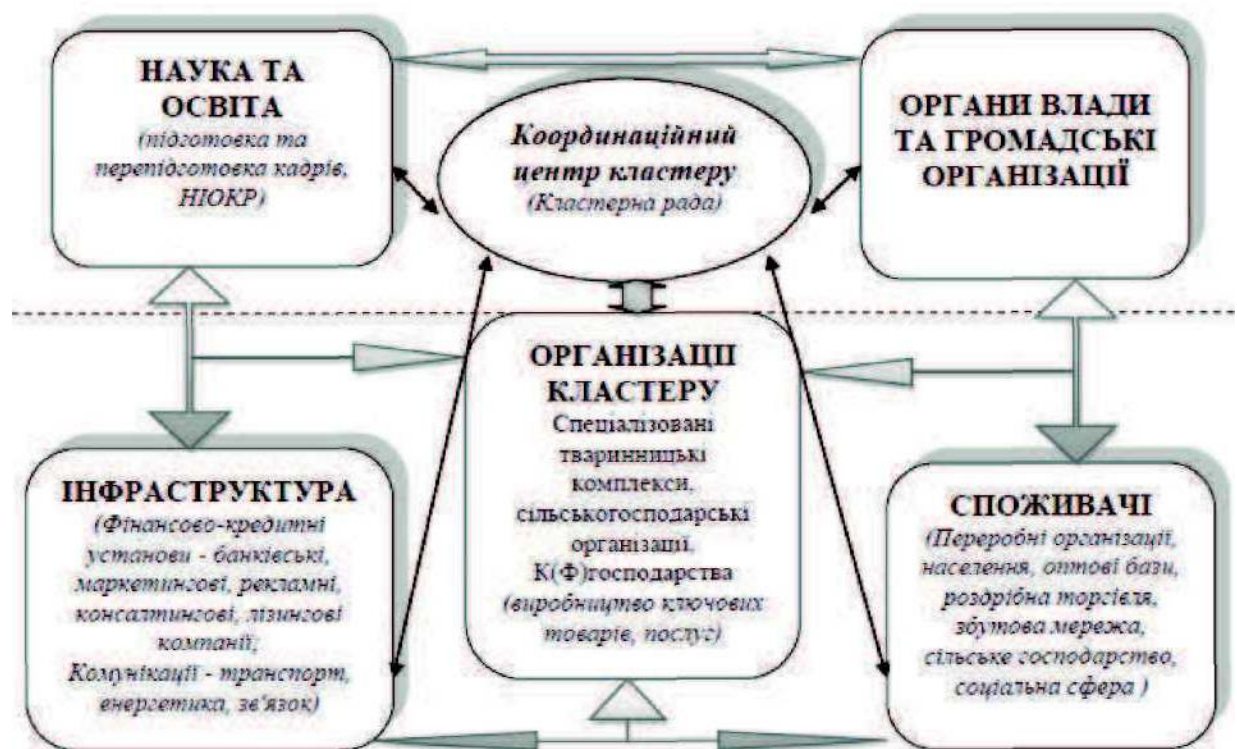 НАУКА ТА
ОСВІТА
(підготовка та
перепідготовка кадрів,
НІОКР)
Координаційний
центр кластеру
(Кластерна рада)
ОРГАНИ ВЛАДИ
ТА ГРОМАДСЬКІ
ОРГАНІЗАЦІЇ
ІНФРАСТРУКТУРА
(Фінансово-кредитні
установи - банківські,
маркетингові, рекламні,
консалтингові, лізингові
компанії;
Комунікації - транспорт,
енергетика, зв'язок)
ОРГАНІЗАЦІЇ
КЛАСТЕРУ
Спеціалізовані
тваринницькі
комплекси,
сільськогосподарські
організації,
К(Ф)господарства
(виробництво ключових
товарів, послуг)
СПОЖИВАЧІ
(Переробні організації,
населення, оптові бази,
роздрібна торгівля,
збутова мережа,
сільське господарство,
соціальна сфера )